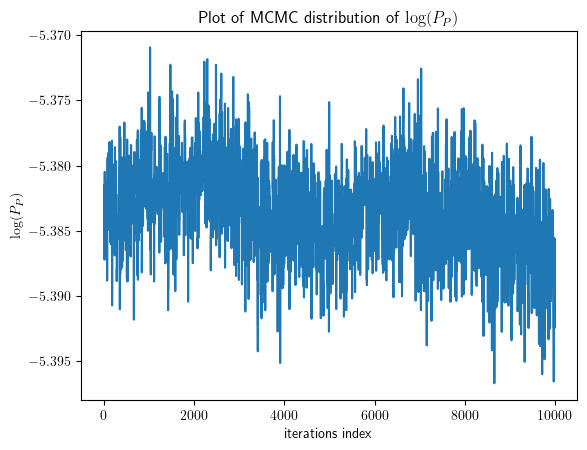 Plot of MCMC distribution of log(P_P)
−5.370
−5.375
−5.380
−5.385
−5.390
−5.395
log(P_P)
0 2000 4000 6000 8000 10000
iterations index